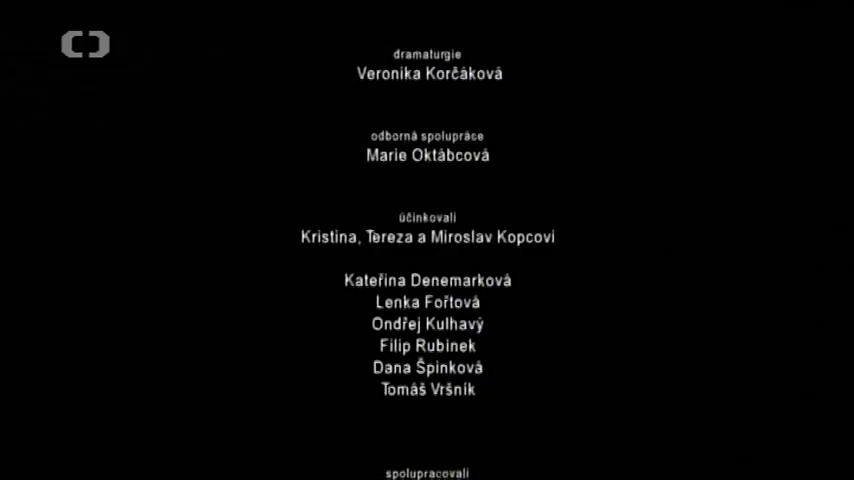 dramaturgie
Veronika Korčáková
odborná spolupráce
Marie Oktábcová
účinkovali
Kristina, Tereza a Miroslav Kopcovi
Kateřina Denemarková
Lenka Fořtová
Ondřej Kulhavý
Filip Rubinek
Dana Špinková
Tomáš Vršník
spolupracovali